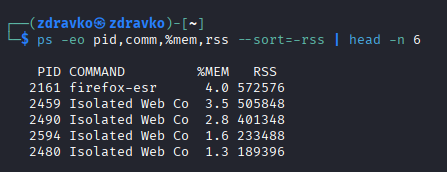 ┌──(zdravko㉿zdravko)-[~]
└─$ ps -eo pid,comm,%mem,rss --sort=-rss | head -n 6
    PID COMMAND         %MEM   RSS
   2161 firefox-esr      4.0 572576
   2459 Isolated Web Co  3.5 505848
   2490 Isolated Web Co  2.8 401348
   2594 Isolated Web Co  1.6 233488
   2480 Isolated Web Co  1.3 189396